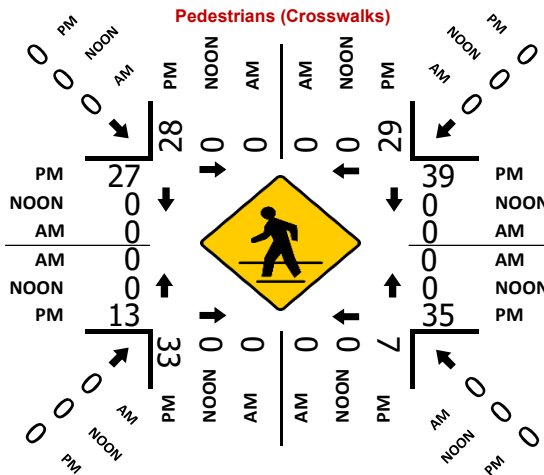 Pedestrians (Crosswalks)
0 PM
0 NOON
0 AM
PM NOON AM AM NOON PM
28 0 0 0 0 29
PM 0
NOON 0
AM 0
PM 27 39 PM
NOON 0 0 NOON
AM 0 0 AM
AM 0 0 AM
NOON 0 0 NOON
PM 13 35 PM
33 0 0 0 0 7
PM NOON AM AM NOON PM
0 AM
0 NOON
0 PM
AM 0
NOON 0
PM 0